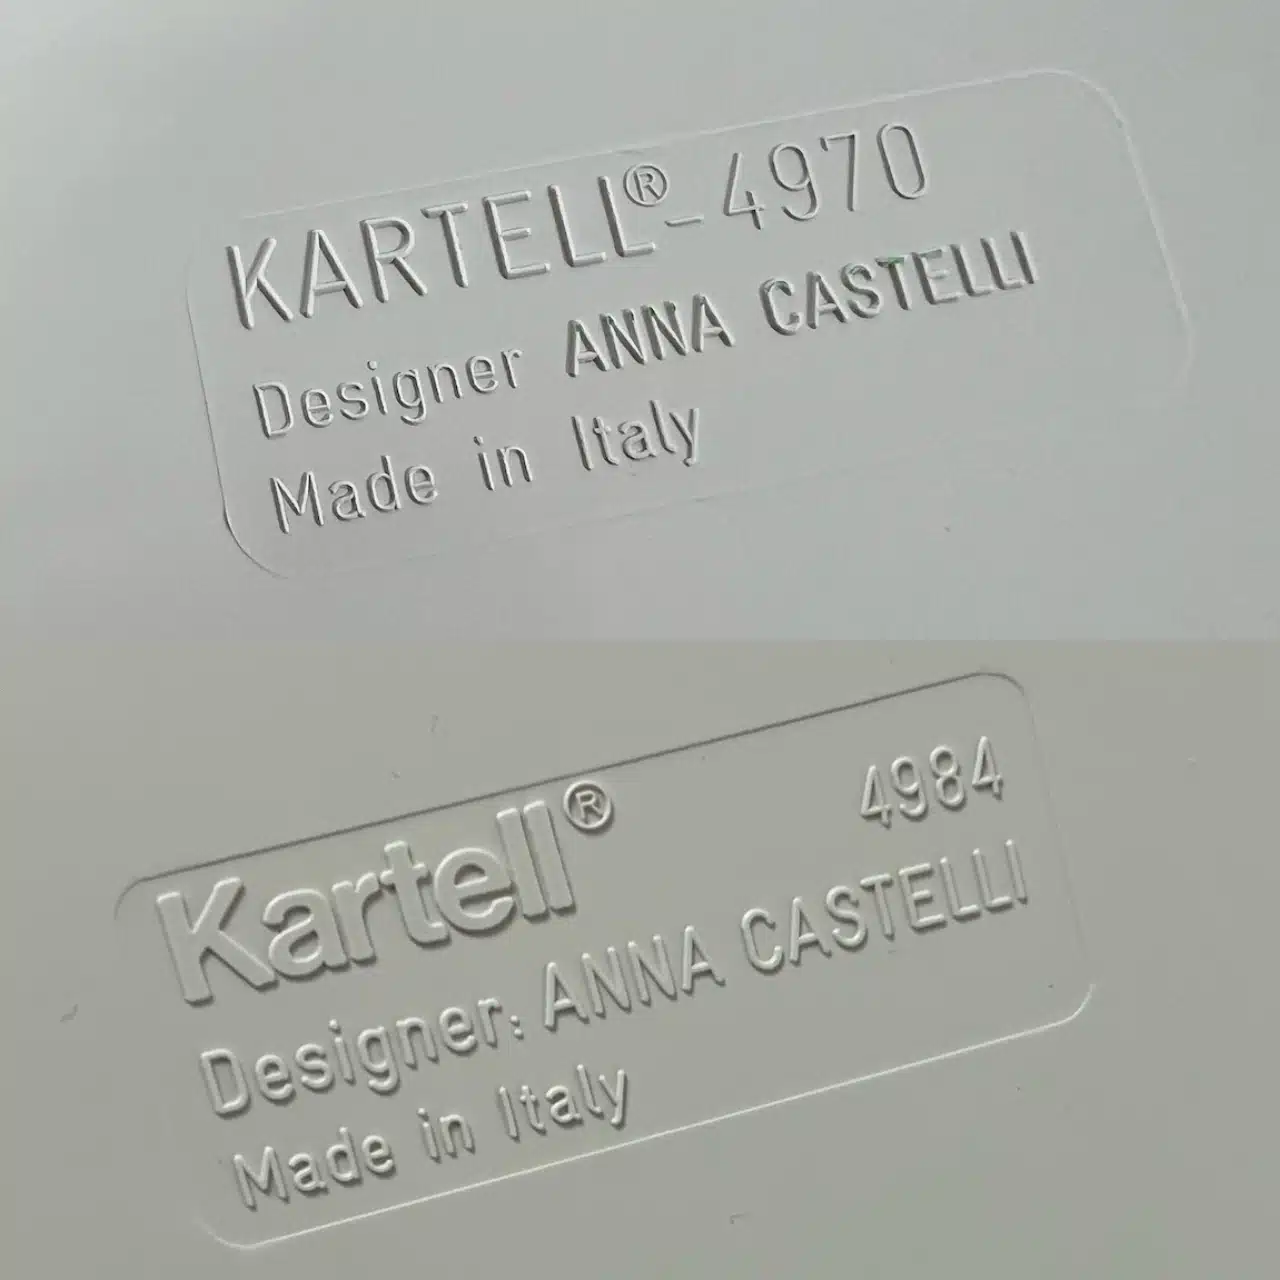 KARTELL®-4970
Designer ANNA CASTELLI
Made in Italy
Kartell® 4984
Designer: ANNA CASTELLI
Made in Italy